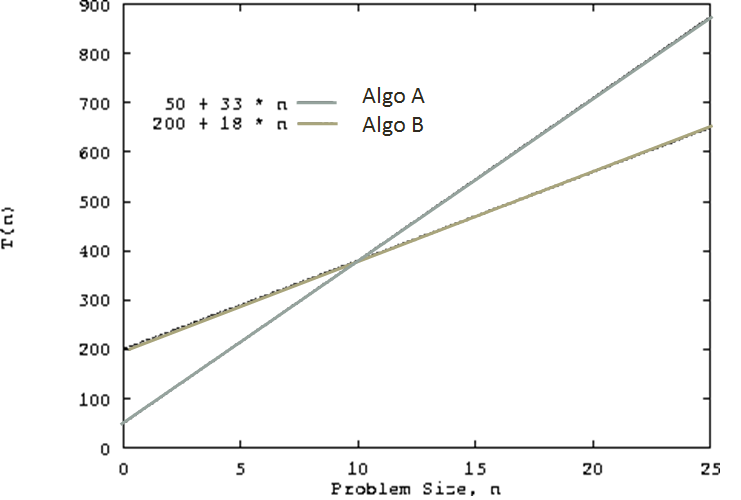 900
800
700
600
500
400
300
200
100
0
T(n)
50 + 33 * n Algo A
200 + 18 * n Algo B
0 5 10 15 20 25
Problem Size, n